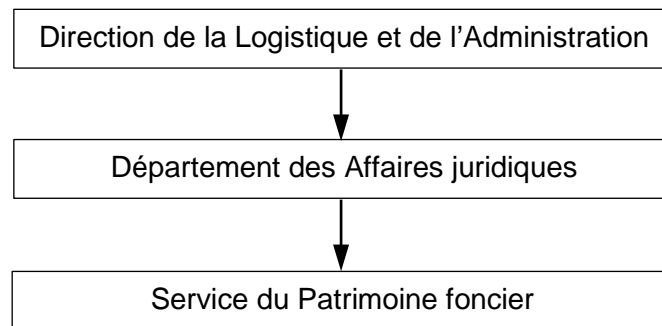 Direction de la Logistique et de l’Administration
Département des Affaires juridiques
Service du Patrimoine foncier